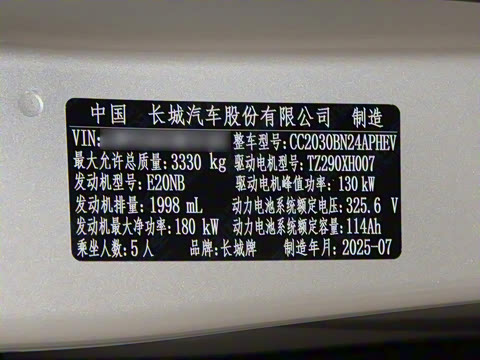 中国 长城汽车股份有限公司 制造
VIN: 整车型号:CC2030BN24APHEV
最大允许总质量:3330 kg 驱动电机型号:TZ290XH007
发动机型号:E20NB 驱动电机峰值功率:130 kW
发动机排量:1998 mL 动力电池系统额定电压:325.6 V
发动机最大净功率:180 kW 动力电池系统额定容量:114Ah
乘坐人数:5人 品牌:长城牌 制造年月:2025-07